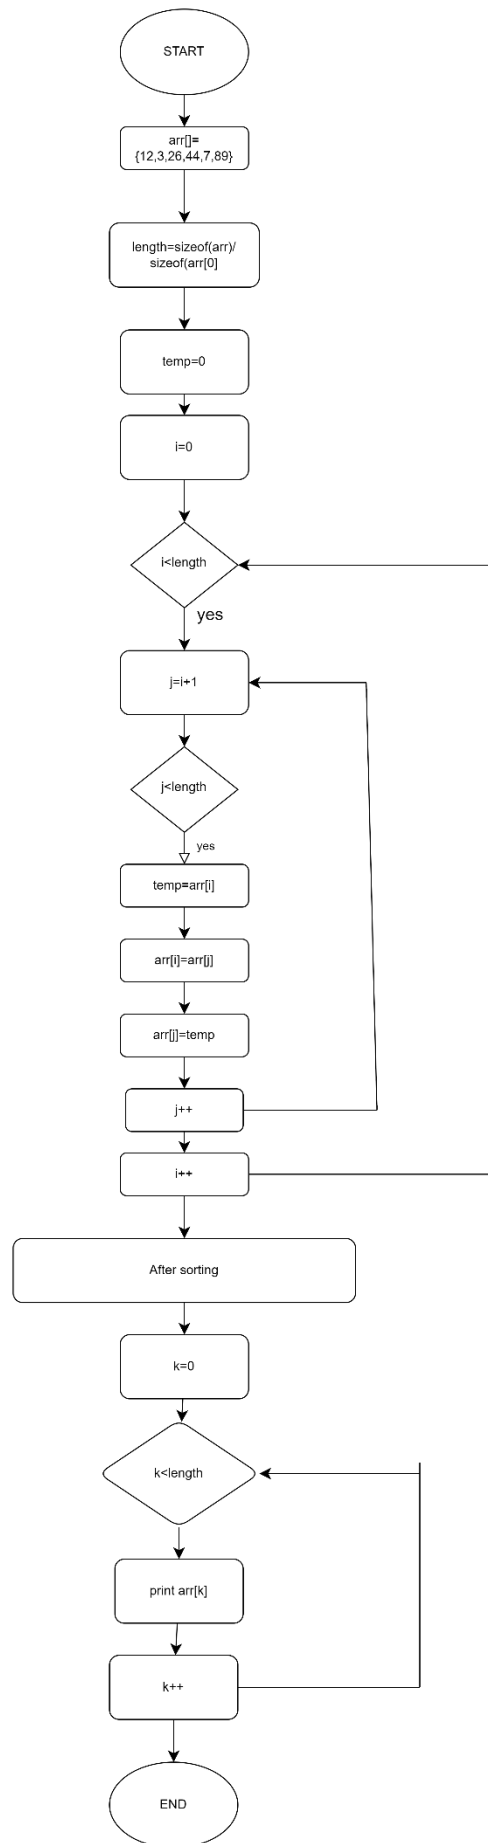 START
arr[]=
{12,3,26,44,7,89}
length=sizeof(arr)/
sizeof(arr[0]
temp=0
i=0
i<length
yes
j=i+1
j<length
yes
temp=arr[i]
arr[i]=arr[j]
arr[j]=temp
j++
i++
After sorting
k=0
k<length
print arr[k]
k++
END